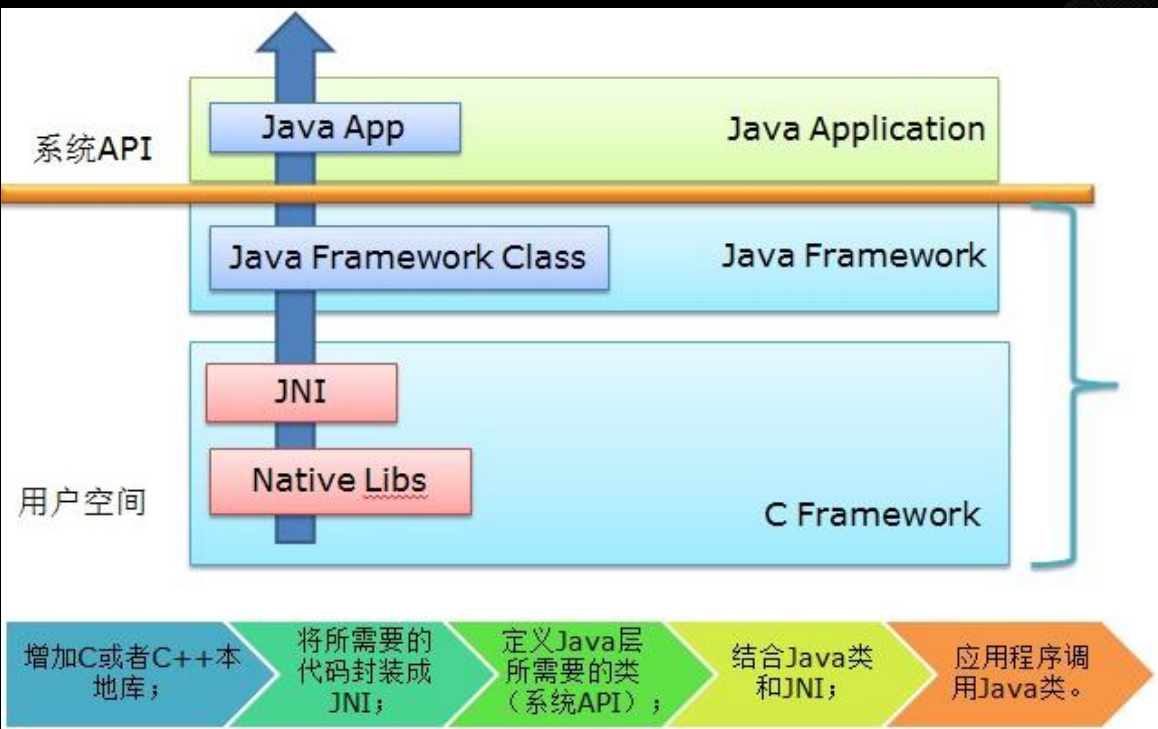 Java App
Java Application
系统API
Java Framework Class
Java Framework
JNI
Native Libs
用户空间
C Framework
增加C或者C++本
地库；
将所需要的
代码封装成
JNI；
定义Java层
所需要的类
（系统API）；
结合Java类
和JNI；
应用程序调
用Java类。